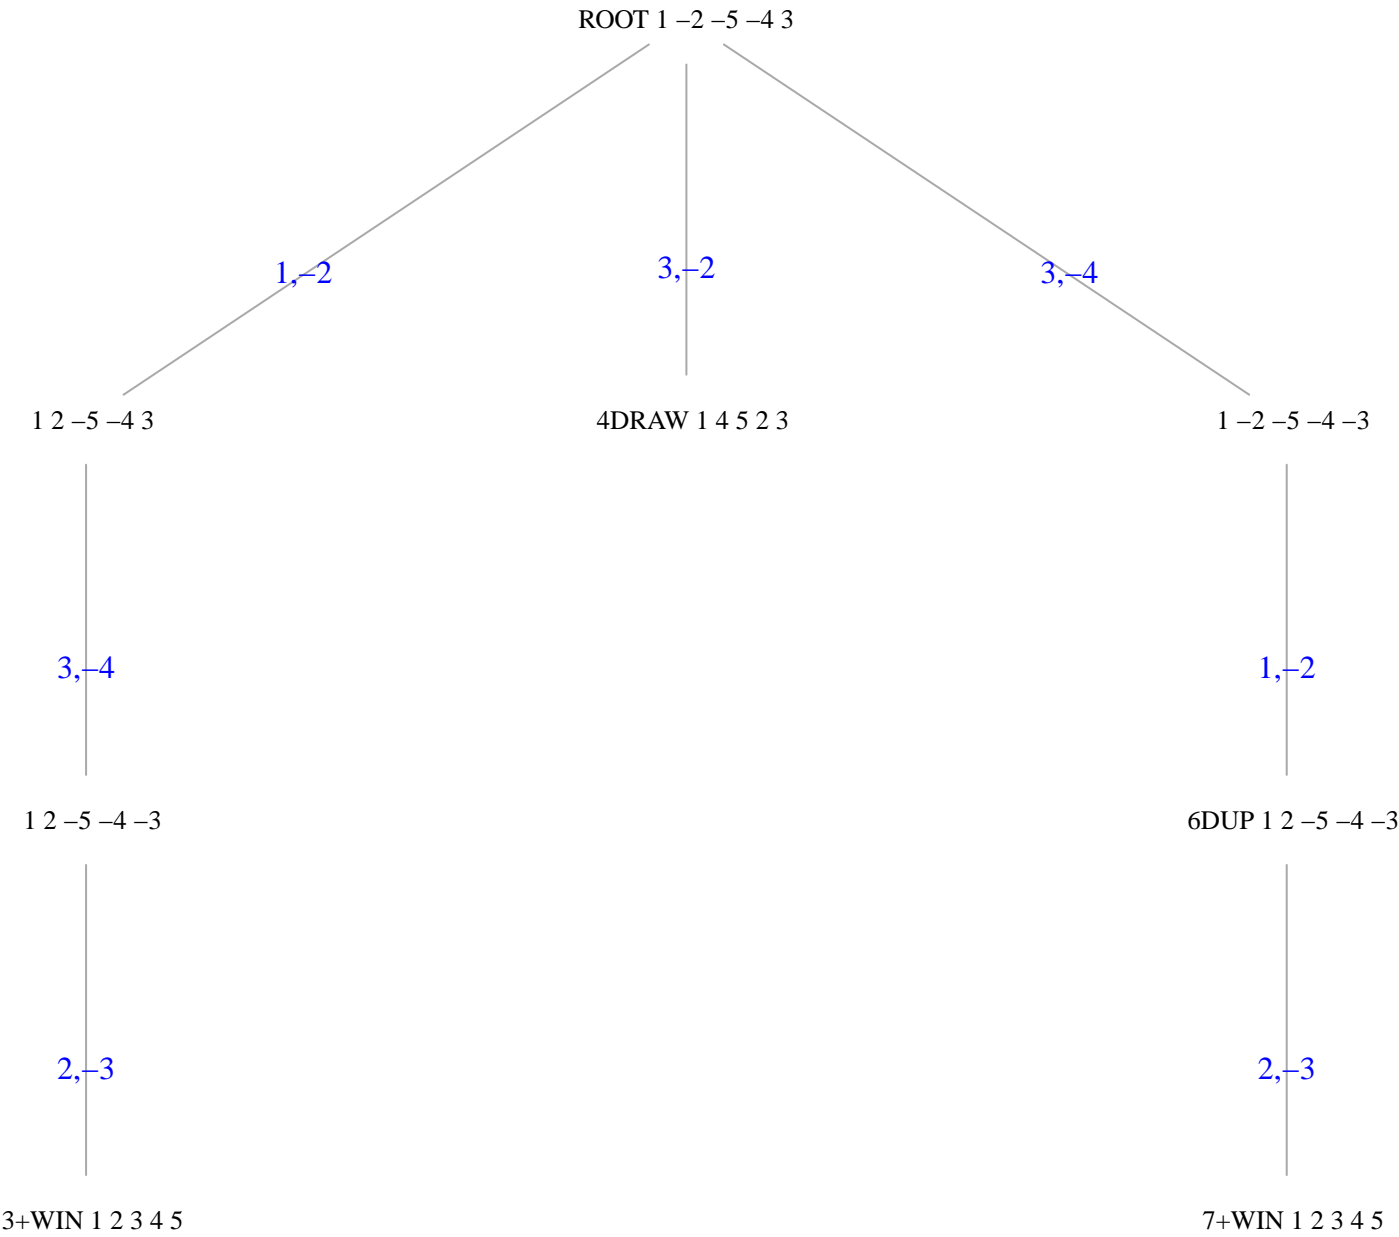 ROOT 1 –2 –5 –4 3
1,–2
3,–2
3,–4
1 2 –5 –4 3
4DRAW 1 4 5 2 3
1 –2 –5 –4 –3
3,–4
1,–2
1 2 –5 –4 –3
6DUP 1 2 –5 –4 –3
2,–3
2,–3
3+WIN 1 2 3 4 5
7+WIN 1 2 3 4 5